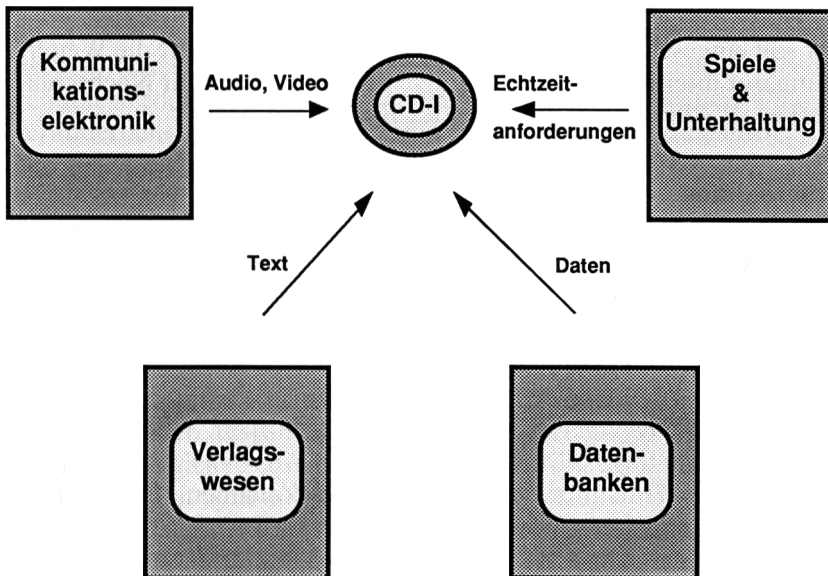 Kommuni-
kations-
elektronik
Audio, Video
CD-I
Echtzeit-
anforderungen
Spiele
&
Unterhaltung
Text
Daten
Verlags-
wesen
Daten-
banken